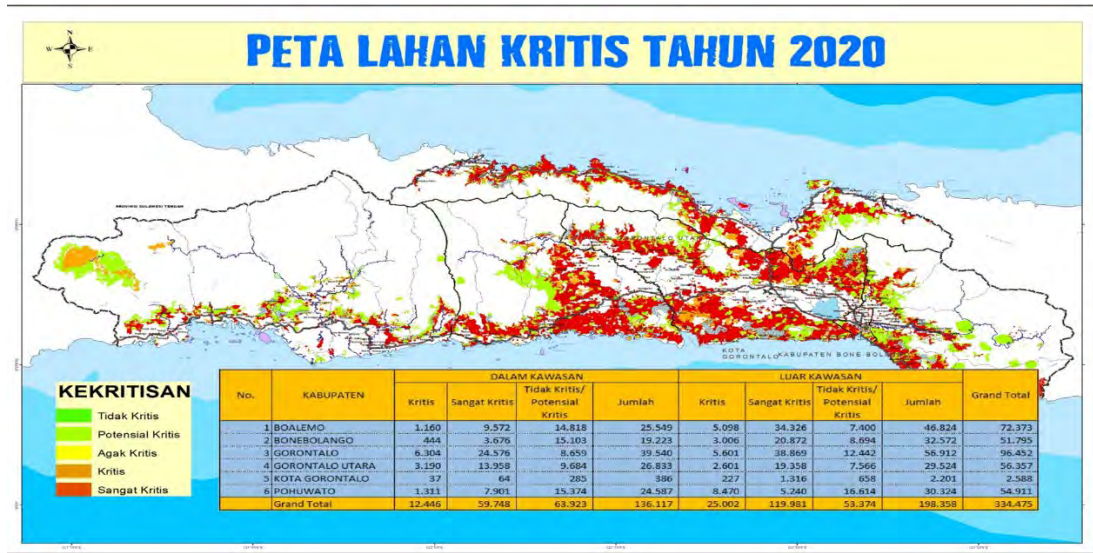 N
W E
S
PETA LAHAN KRITIS TAHUN 2020
PROVINSI SULAWESI TENGAH
GORONTALO UTARA
KOTA
GORONTALO
KABUPATEN BONE BOL
KEKRITISAN
Tidak Kritis
Potensial Kritis
Agak Kritis
Kritis
Sangat Kritis
No. KABUPATEN DALAM KAWASAN LUAR KAWASAN Grand Total
Kritis Sangat Kritis Tidak Kritis/ Potensial Kritis Jumlah Kritis Sangat Kritis Tidak Kritis/ Potensial Kritis Jumlah
1 BOALEMO 1.160 9.572 14.818 25.549 5.098 34.326 7.400 46.824 72.373
2 BONEBOLANGO 444 3.676 15.103 19.223 3.006 20.872 8.694 32.572 51.795
3 GORONTALO 6.304 24.576 8.659 39.540 5.601 38.869 12.442 56.912 96.452
4 GORONTALO UTARA 3.190 13.958 9.684 26.833 2.601 19.358 7.566 29.524 56.357
5 KOTA GORONTALO 37 64 285 386 227 1.316 658 2.201 2.588
6 POHUWATO 1.311 7.901 15.374 24.587 8.470 5.240 16.614 30.324 54.911
Grand Total 12.446 59.748 63.923 136.117 25.002 119.981 53.374 198.358 334.475